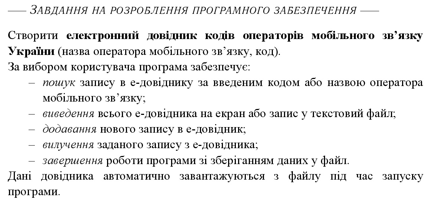 ЗАВДАННЯ НА РОЗРОБЛЕННЯ ПРОГРАМНОГО ЗАБЕЗПЕЧЕННЯ
Створити електронний довідник кодів операторів мобільного зв’язку
України (назва оператора мобільного зв’язку, код).
За вибором користувача програма забезпечує:
– пошук запису в е-довіднику за введеним кодом або назвою оператора
мобільного зв’язку;
– виведення всього е-довідника на екран або запис у текстовий файл;
– додавання нового запису в е-довідник;
– вилучення заданого запису з е-довідника;
– завершення роботи програми зі зберіганням даних у файл.
Дані довідника автоматично завантажуються з файлу під час запуску
програми.